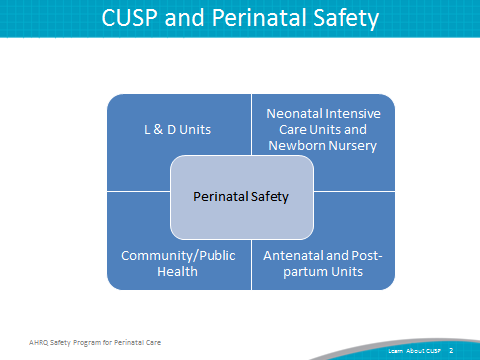 CUSP and Perinatal Safety
L & D Units
Neonatal Intensive
Care Units and
Newborn Nursery
Perinatal Safety
Community/Public
Health
Antenatal and Post-
partum Units
AHRQ Safety Program for Perinatal Care
Learn About CUSP 2